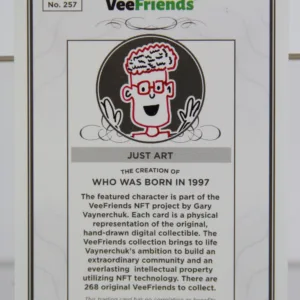 No. 257
VeeFriends
JUST ART
THE CREATION OF
WHO WAS BORN IN 1997
The featured character is part of the
VeeFriends NFT project by Gary
Vaynerchuk. Each card is a physical
representation of the original,
hand-drawn digital collectible. The
VeeFriends collection brings to life
Vaynerchuk's ambition to build an
extraordinary community and an
everlasting intellectual property
utilizing NFT technology. There are
268 original VeeFriends to collect.